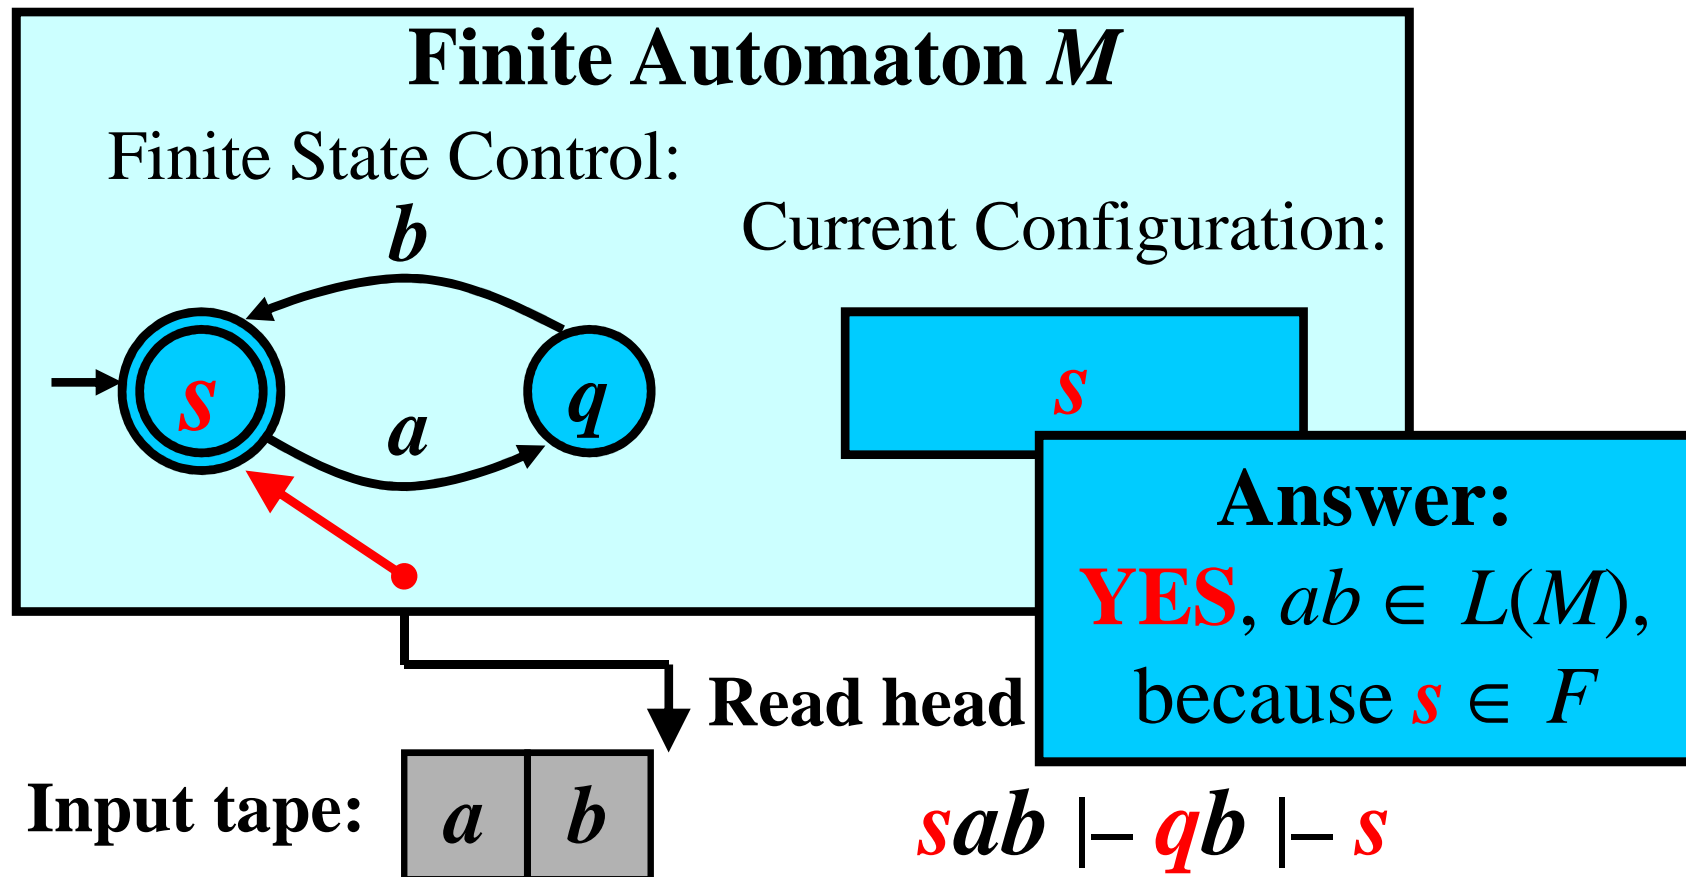 Finite Automaton M
Finite State Control:
Current Configuration:
b
s
q
a
s
Answer:
YES, ab ∈ L(M),
because s ∈ F
Read head
Input tape:
a b
sab |– qb |– s